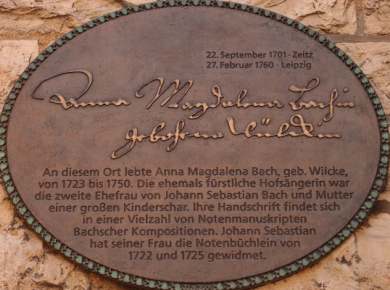 22. September 1701 · Zeitz
27. Februar 1760 · Leipzig
Anna Magdalena Bachin
gebohrne Wülckin
An diesem Ort lebte Anna Magdalena Bach, geb. Wilcke,
von 1723 bis 1750. Die ehemals fürstliche Hofsängerin war
die zweite Ehefrau von Johann Sebastian Bach und Mutter
einer großen Kinderschar. Ihre Handschrift findet sich
in einer Vielzahl von Notenmanuskripten
Bachscher Kompositionen. Johann Sebastian
hat seiner Frau die Notenbüchlein von
1722 und 1725 gewidmet.